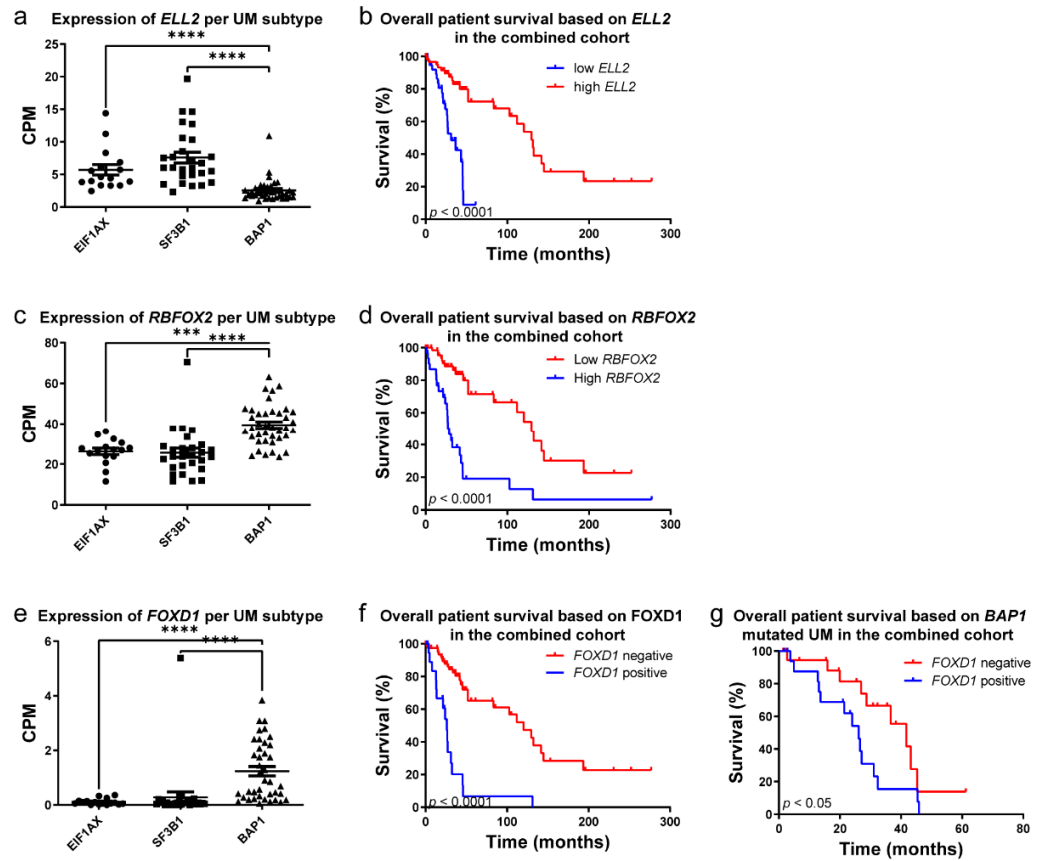 a
Expression of ELL2 per UM subtype
****
****
25
20
15
10
5
0
CPM
EIF1AX
SF3B1
BAP1
b
Overall patient survival based on ELL2
in the combined cohort
low ELL2
high ELL2
100
80
60
40
20
0
Survival (%)
p < 0.0001
0 100 200 300
Time (months)
c
Expression of RBFOX2 per UM subtype
***
****
80
60
40
20
0
CPM
EIF1AX
SF3B1
BAP1
d
Overall patient survival based on RBFOX2
in the combined cohort
Low RBFOX2
High RBFOX2
100
80
60
40
20
0
Survival (%)
p < 0.0001
0 100 200 300
Time (months)
e
Expression of FOXD1 per UM subtype
****
****
6
4
2
0
CPM
EIF1AX
SF3B1
BAP1
f
Overall patient survival based on FOXD1
in the combined cohort
FOXD1 negative
FOXD1 positive
100
80
60
40
20
0
Survival (%)
p < 0.0001
0 100 200 300
Time (months)
g
Overall patient survival based on BAP1
mutated UM in the combined cohort
FOXD1 negative
FOXD1 positive
100
80
60
40
20
0
Survival (%)
p < 0.05
0 20 40 60 80
Time (months)